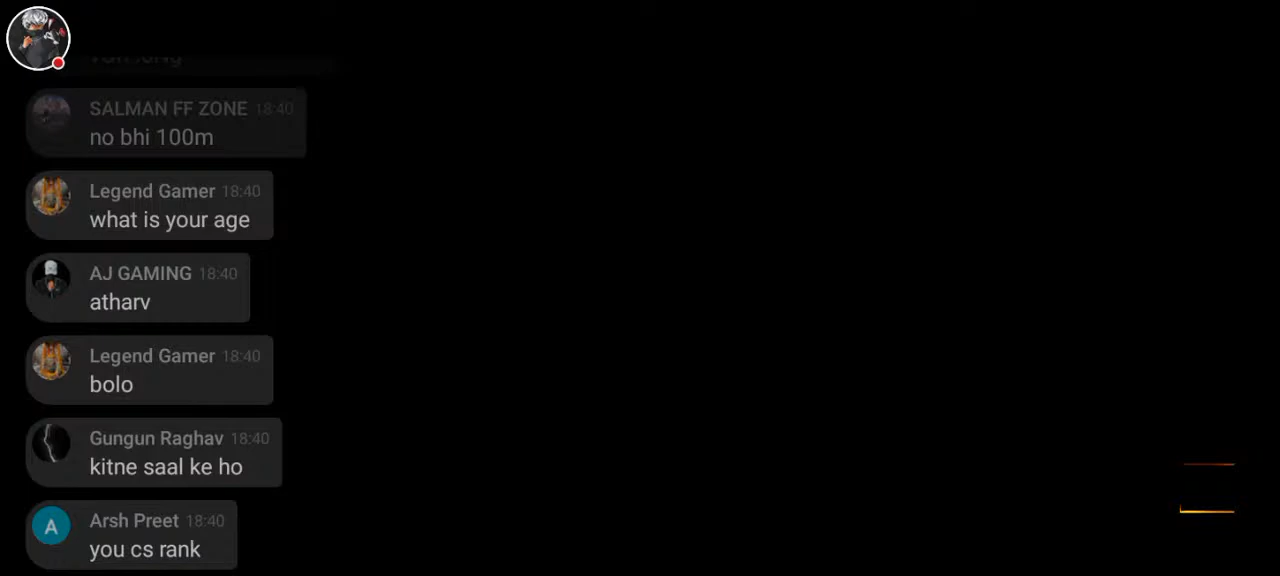 SALMAN FF ZONE 18:40
no bhi 100m
Legend Gamer 18:40
what is your age
AJ GAMING 18:40
atharv
Legend Gamer 18:40
bolo
Gungun Raghav 18:40
kitne saal ke ho
A
Arsh Preet 18:40
you cs rank